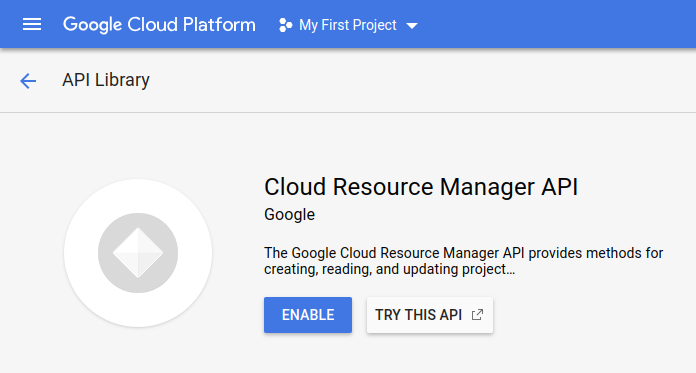 Google Cloud Platform My First Project
API Library
Cloud Resource Manager API
Google
The Google Cloud Resource Manager API provides methods for
creating, reading, and updating project...
ENABLE TRY THIS API